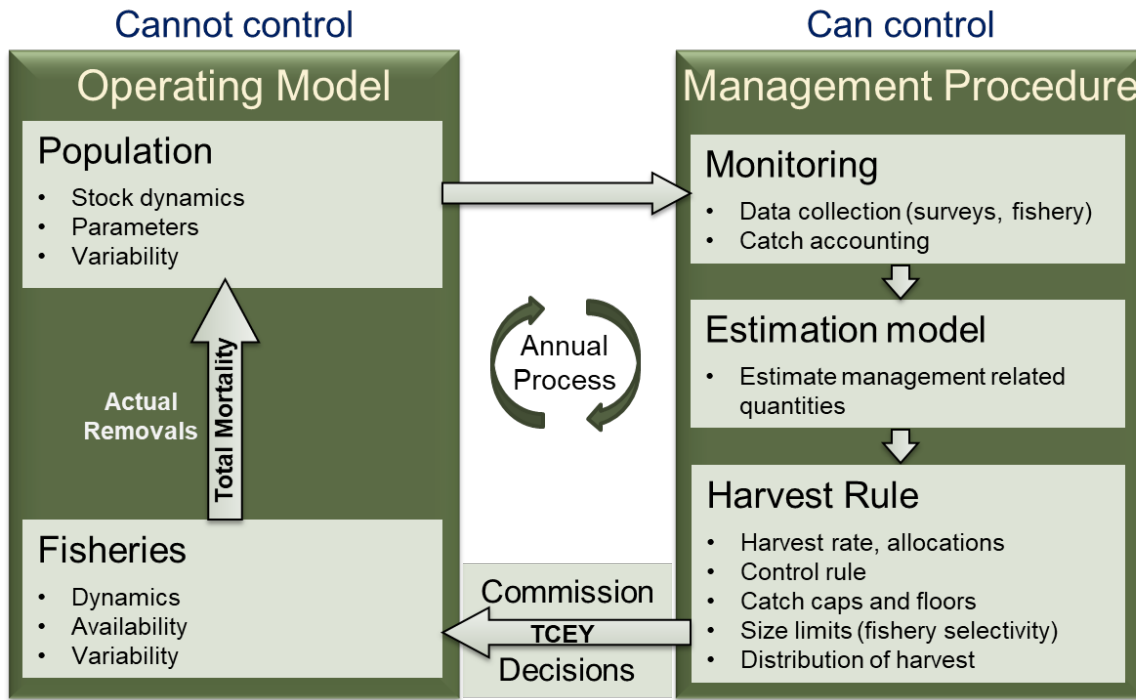 Cannot control
Operating Model
Population
• Stock dynamics
• Parameters
• Variability
Actual
Removals
Total Mortality
Fisheries
• Dynamics
• Availability
• Variability
Annual
Process
Commission
TCEY
Decisions
Can control
Management Procedure
Monitoring
• Data collection (surveys, fishery)
• Catch accounting
Estimation model
• Estimate management related
quantities
Harvest Rule
• Harvest rate, allocations
• Control rule
• Catch caps and floors
• Size limits (fishery selectivity)
• Distribution of harvest